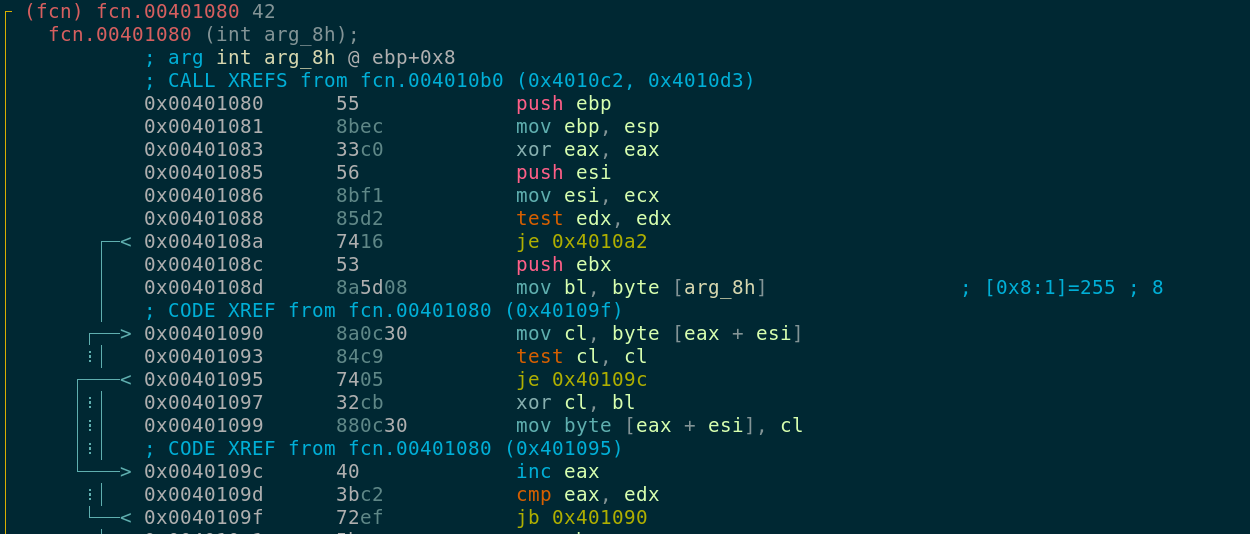 (fcn) fcn.00401080 42
fcn.00401080 (int arg_8h);
; arg int arg_8h @ ebp+0x8
; CALL XREFS from fcn.004010b0 (0x4010c2, 0x4010d3)
0x00401080 55 push ebp
0x00401081 8bec mov ebp, esp
0x00401083 33c0 xor eax, eax
0x00401085 56 push esi
0x00401086 8bf1 mov esi, ecx
0x00401088 85d2 test edx, edx
< 0x0040108a 7416 je 0x4010a2
0x0040108c 53 push ebx
0x0040108d 8a5d08 mov bl, byte [arg_8h] ; [0x8:1]=255 ; 8
; CODE XREF from fcn.00401080 (0x40109f)
> 0x00401090 8a0c30 mov cl, byte [eax + esi]
0x00401093 84c9 test cl, cl
< 0x00401095 7405 je 0x40109c
0x00401097 32cb xor cl, bl
0x00401099 880c30 mov byte [eax + esi], cl
; CODE XREF from fcn.00401080 (0x401095)
> 0x0040109c 40 inc eax
0x0040109d 3bc2 cmp eax, edx
< 0x0040109f 72ef jb 0x401090